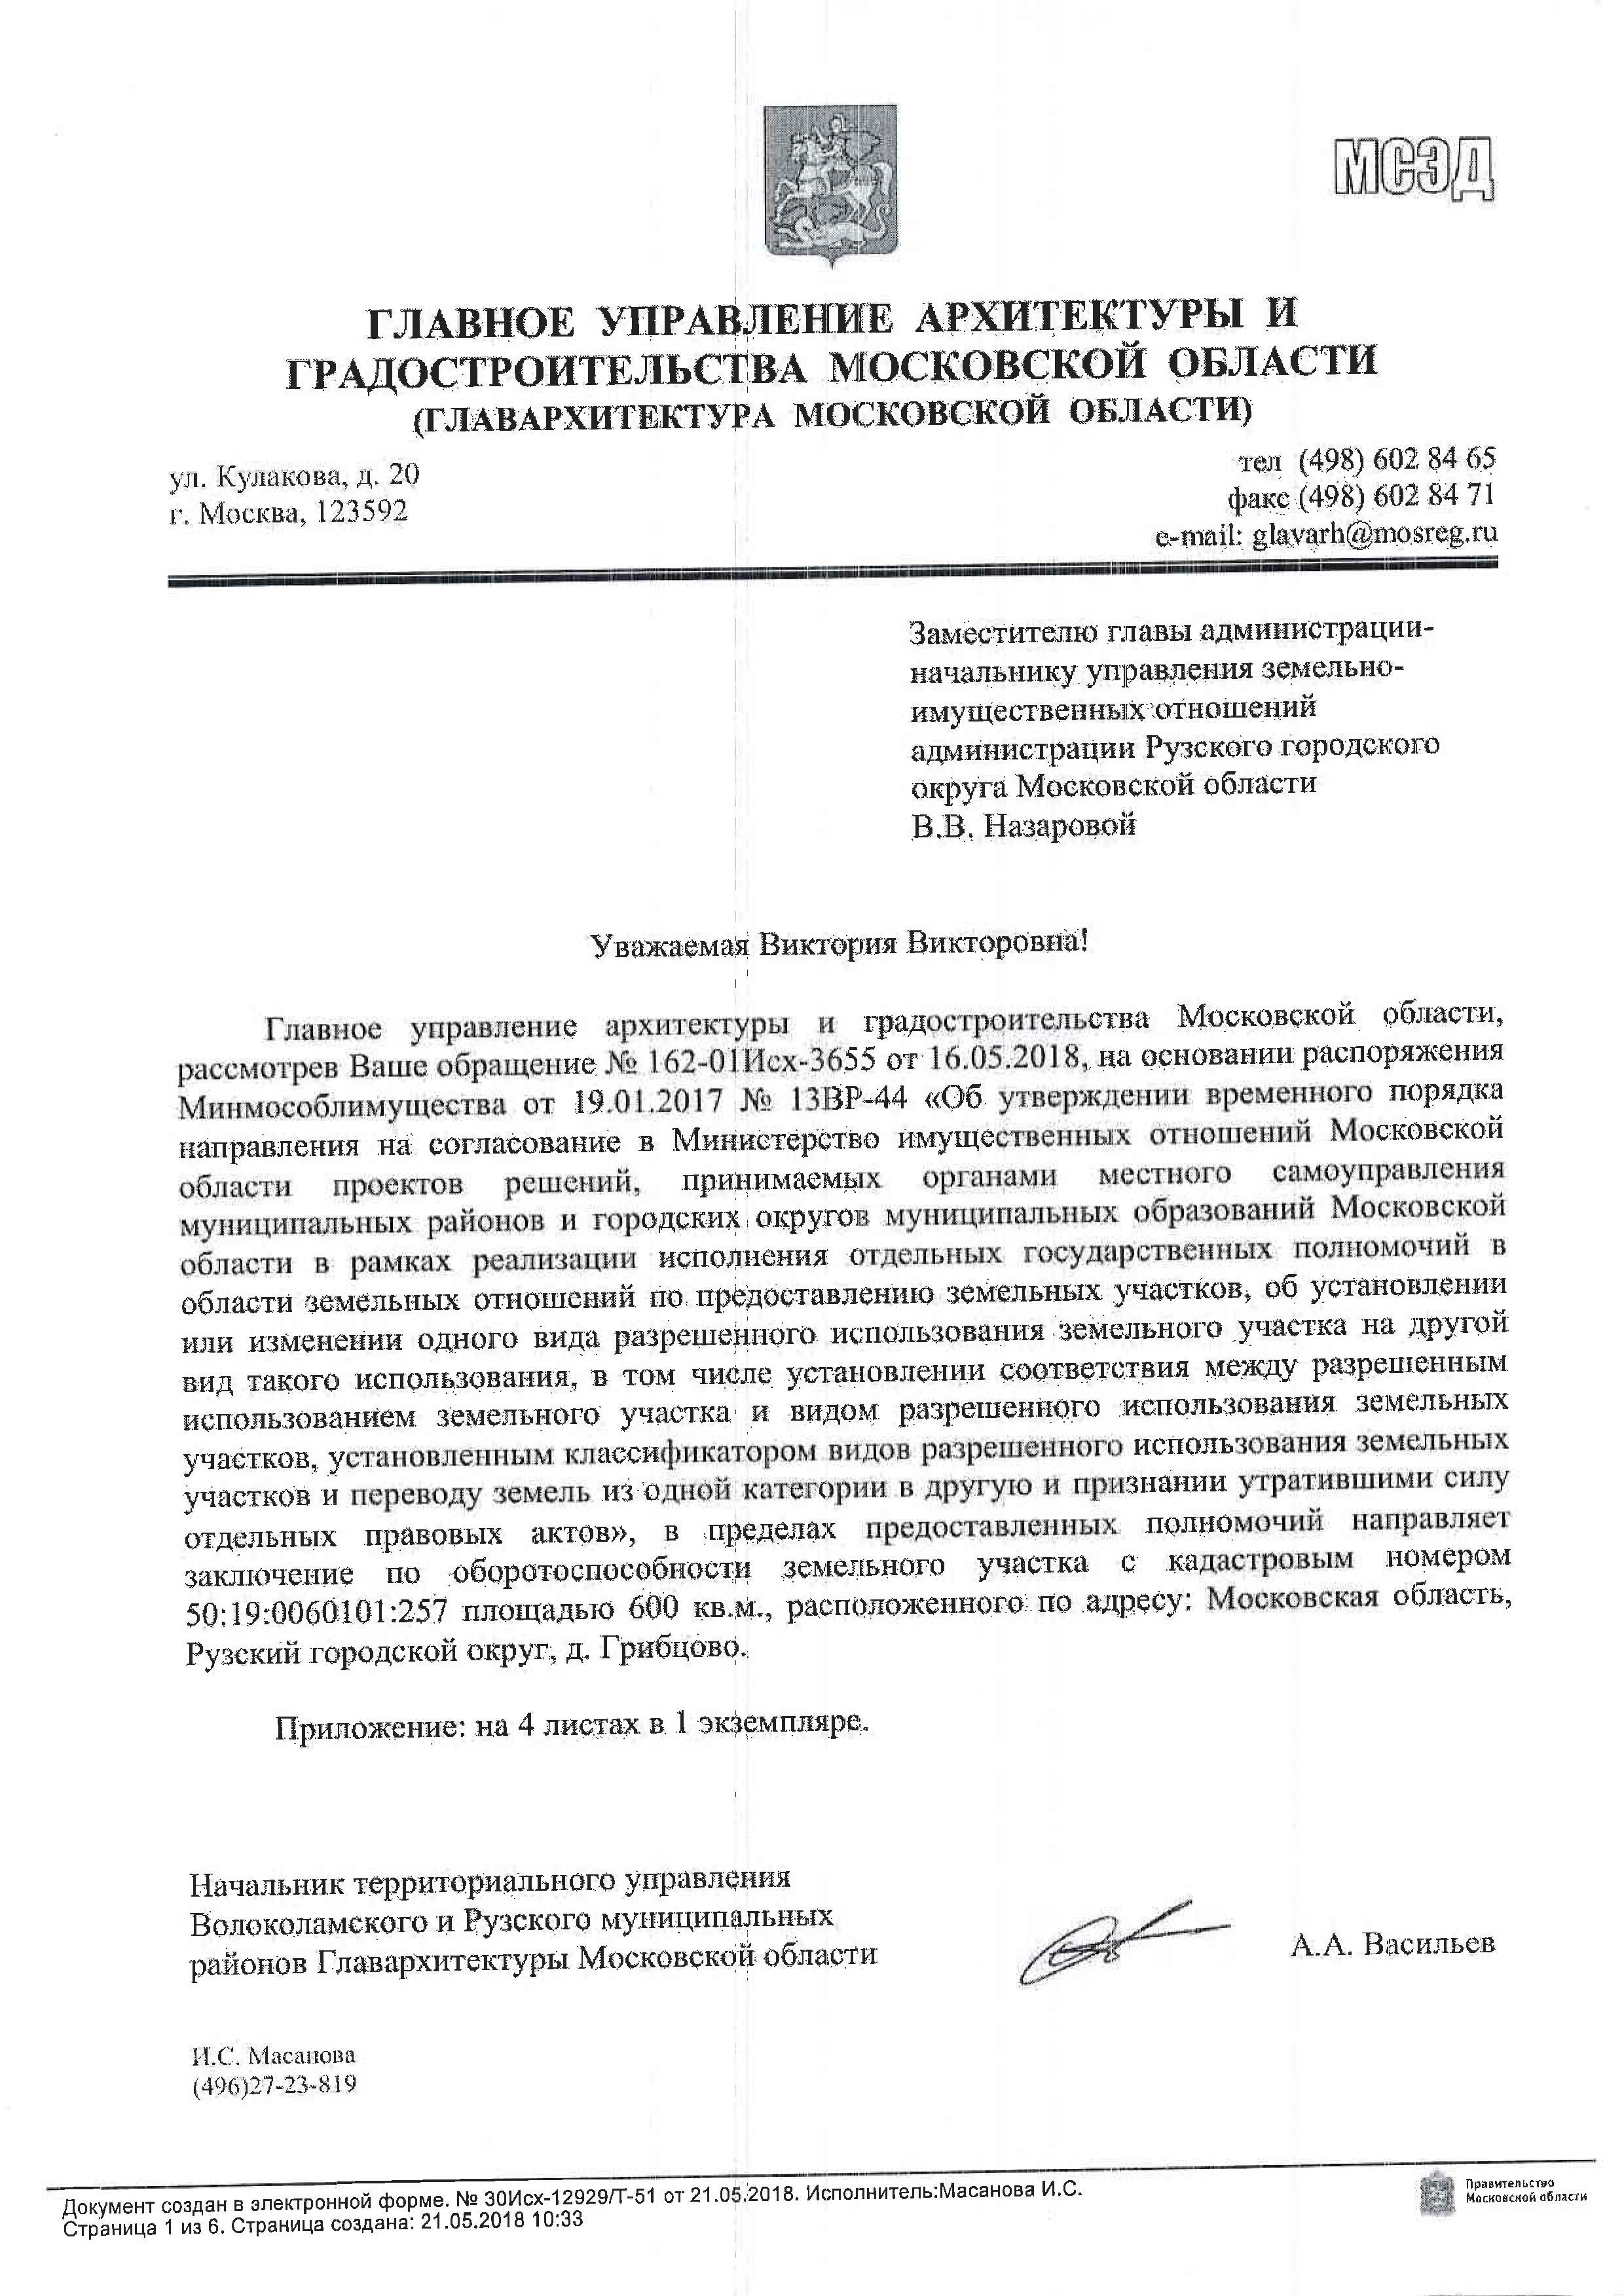 МСЭД
ГЛАВНОЕ УПРАВЛЕНИЕ АРХИТЕКТУРЫ И
ГРАДОСТРОИТЕЛЬСТВА МОСКОВСКОЙ ОБЛАСТИ
(ГЛАВАРХИТЕКТУРА МОСКОВСКОЙ ОБЛАСТИ)
ул. Кулакова, д. 20
г. Москва, 123592
тел (498) 602 84 65
факс (498) 602 84 71
e-mail: glavarh@mosreg.ru
Заместителю главы администрации-
начальнику управления земельно-
имущественных отношений
администрации Рузского городского
округа Московской области
В.В. Назаровой
Уважаемая Виктория Викторовна!
Главное управление архитектуры и градостроительства Московской области,
рассмотрев Ваше обращение № 162-01Исх-3655 от 16.05.2018, на основании распоряжения
Минмособлимущества от 19.01.2017 № 13ВР-44 «Об утверждении временного порядка
направления на согласование в Министерство имущественных отношений Московской
области проектов решений, принимаемых органами местного самоуправления
муниципальных районов и городских округов муниципальных образований Московской
области в рамках реализации исполнения отдельных государственных полномочий в
области земельных отношений по предоставлению земельных участков, об установлении
или изменении одного вида разрешенного использования земельного участка на другой
вид такого использования, в том числе установлении соответствия между разрешенным
использованием земельного участка и видом разрешенного использования земельных
участков, установленным классификатором видов разрешенного использования земельных
участков и переводу земель из одной категории в другую и признании утратившими силу
отдельных правовых актов», в пределах предоставленных полномочий направляет
заключение по оборотоспособности земельного участка с кадастровым номером
50:19:0060101:257 площадью 600 кв.м., расположенного по адресу: Московская область,
Рузский городской округ, д. Грибцово.
Приложение: на 4 листах в 1 экземпляре.
Начальник территориального управления
Волоколамского и Рузского муниципальных
районов Главархитектуры Московской области
А.А. Васильев
И.С. Масанова
(496)27-23-819
Документ создан в электронной форме. № 30Исх-12929/Т-51 от 21.05.2018. Исполнитель:Масанова И.С.
Страница 1 из 6. Страница создана: 21.05.2018 10:33
Правительство
Московской области